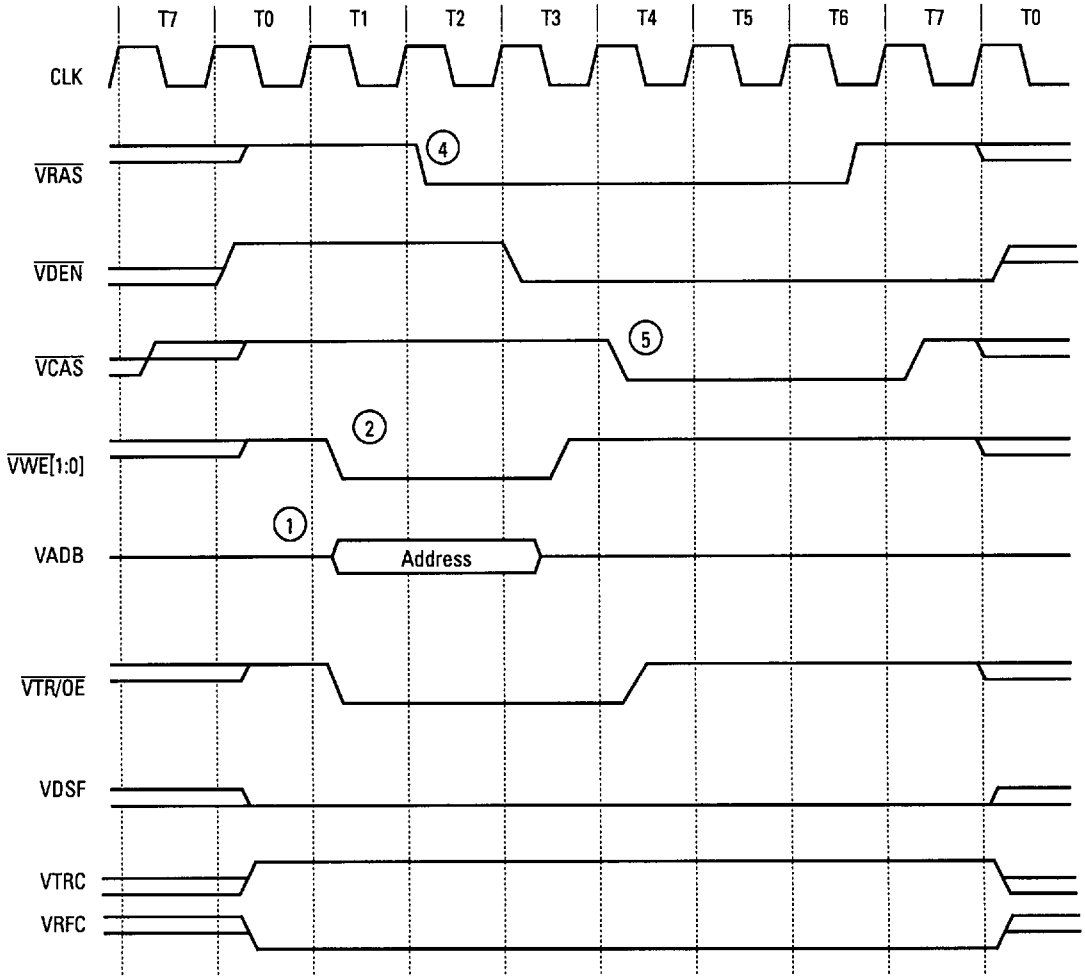 T7 T0 T1 T2 T3 T4 T5 T6 T7 T0
CLK
4
VRAS
VDEN
5
VCAS
2
VWE[1:0]
1
VADB Address
VTR/OE
VDSF
VTRC
VRFC